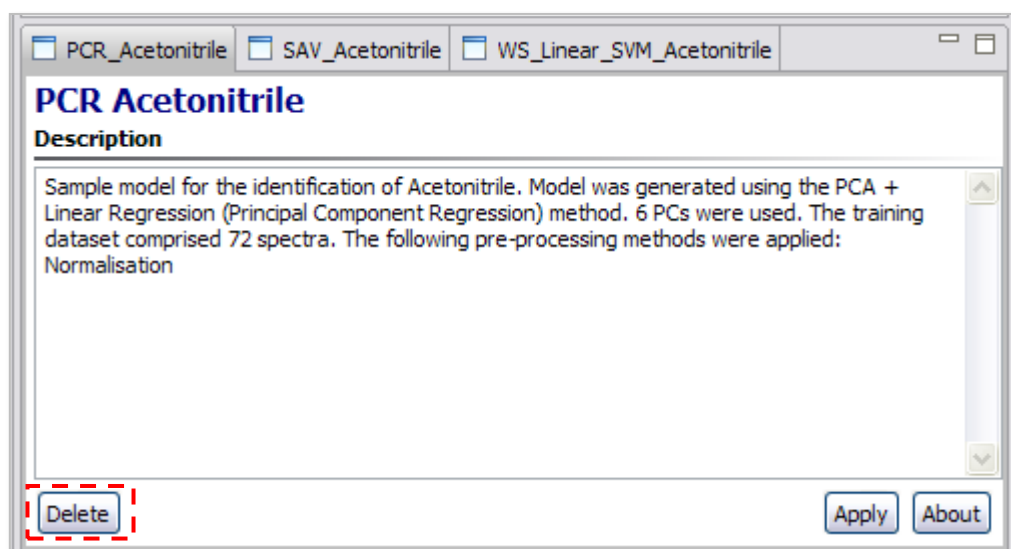 PCR_Acetonitrile SAV_Acetonitrile WS_Linear_SVM_Acetonitrile
PCR Acetonitrile
Description
Sample model for the identification of Acetonitrile. Model was generated using the PCA +
Linear Regression (Principal Component Regression) method. 6 PCs were used. The training
dataset comprised 72 spectra. The following pre-processing methods were applied:
Normalisation
Delete Apply About